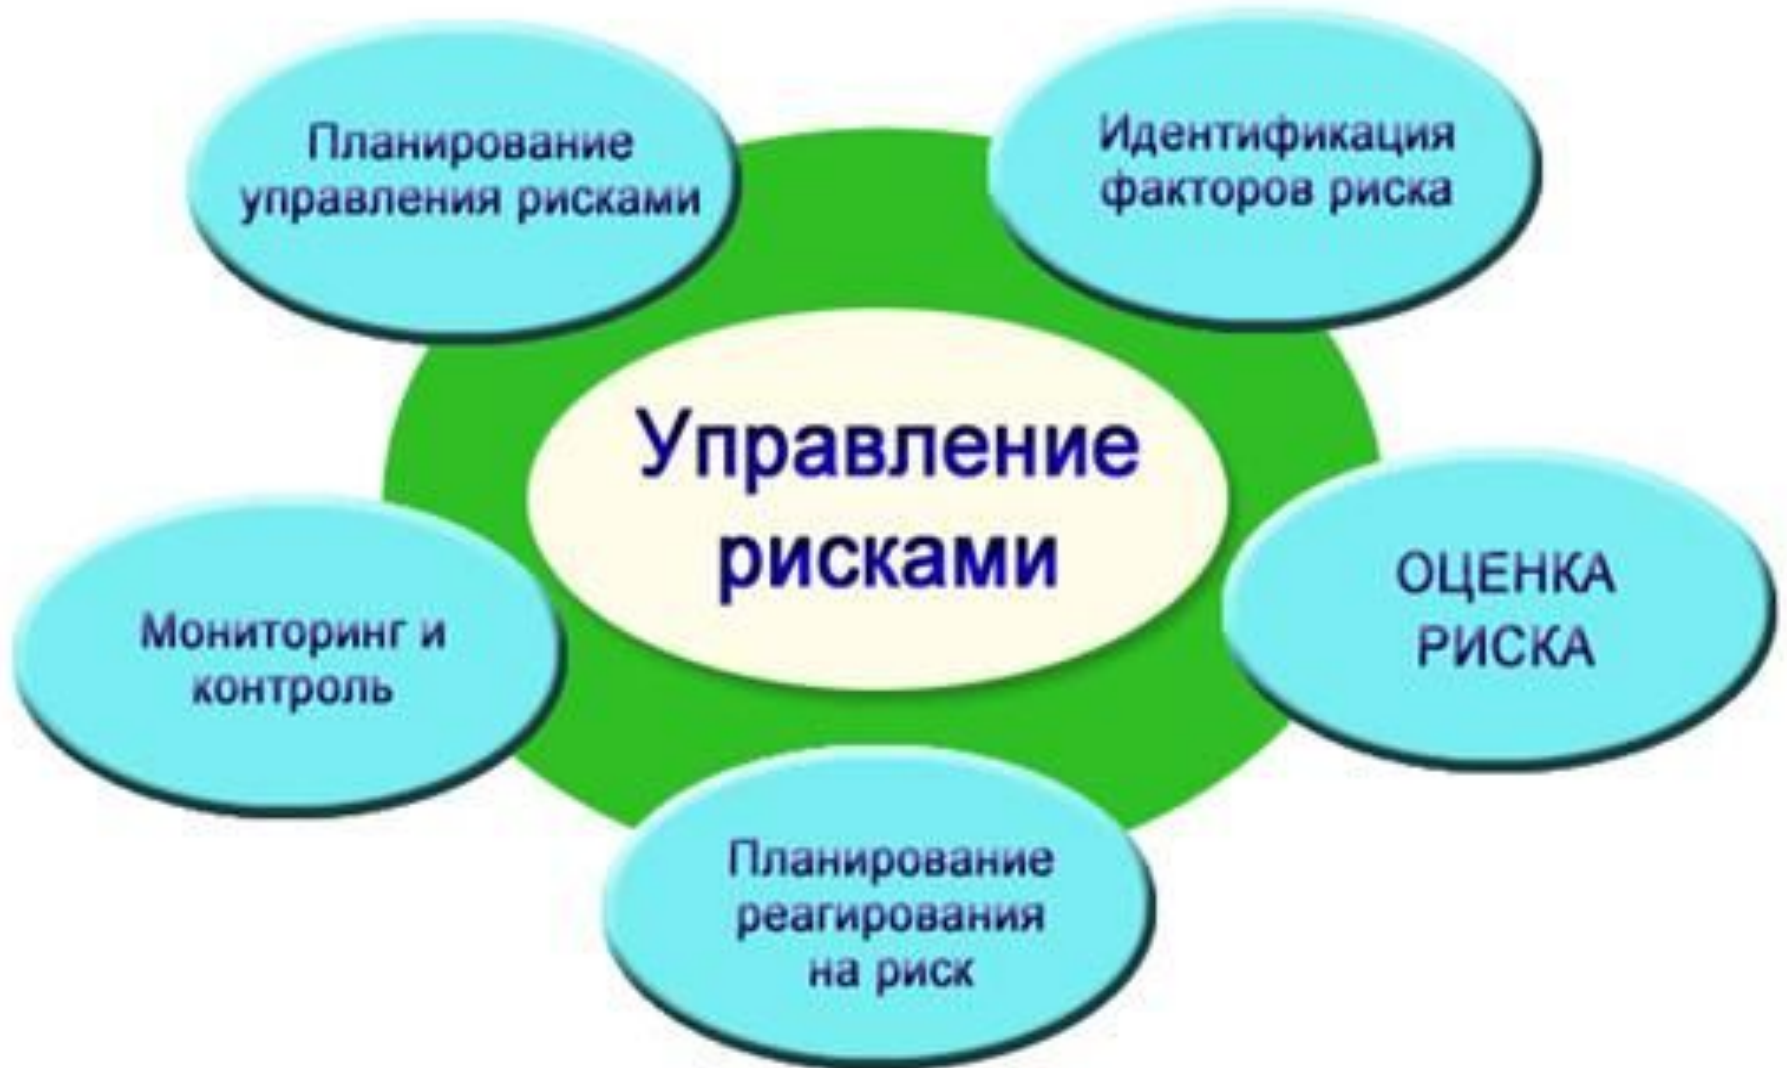 Планирование
управления рисками
Идентификация
факторов риска
Управление
рисками
ОЦЕНКА
РИСКА
Мониторинг и
контроль
Планирование
реагирования
на риск